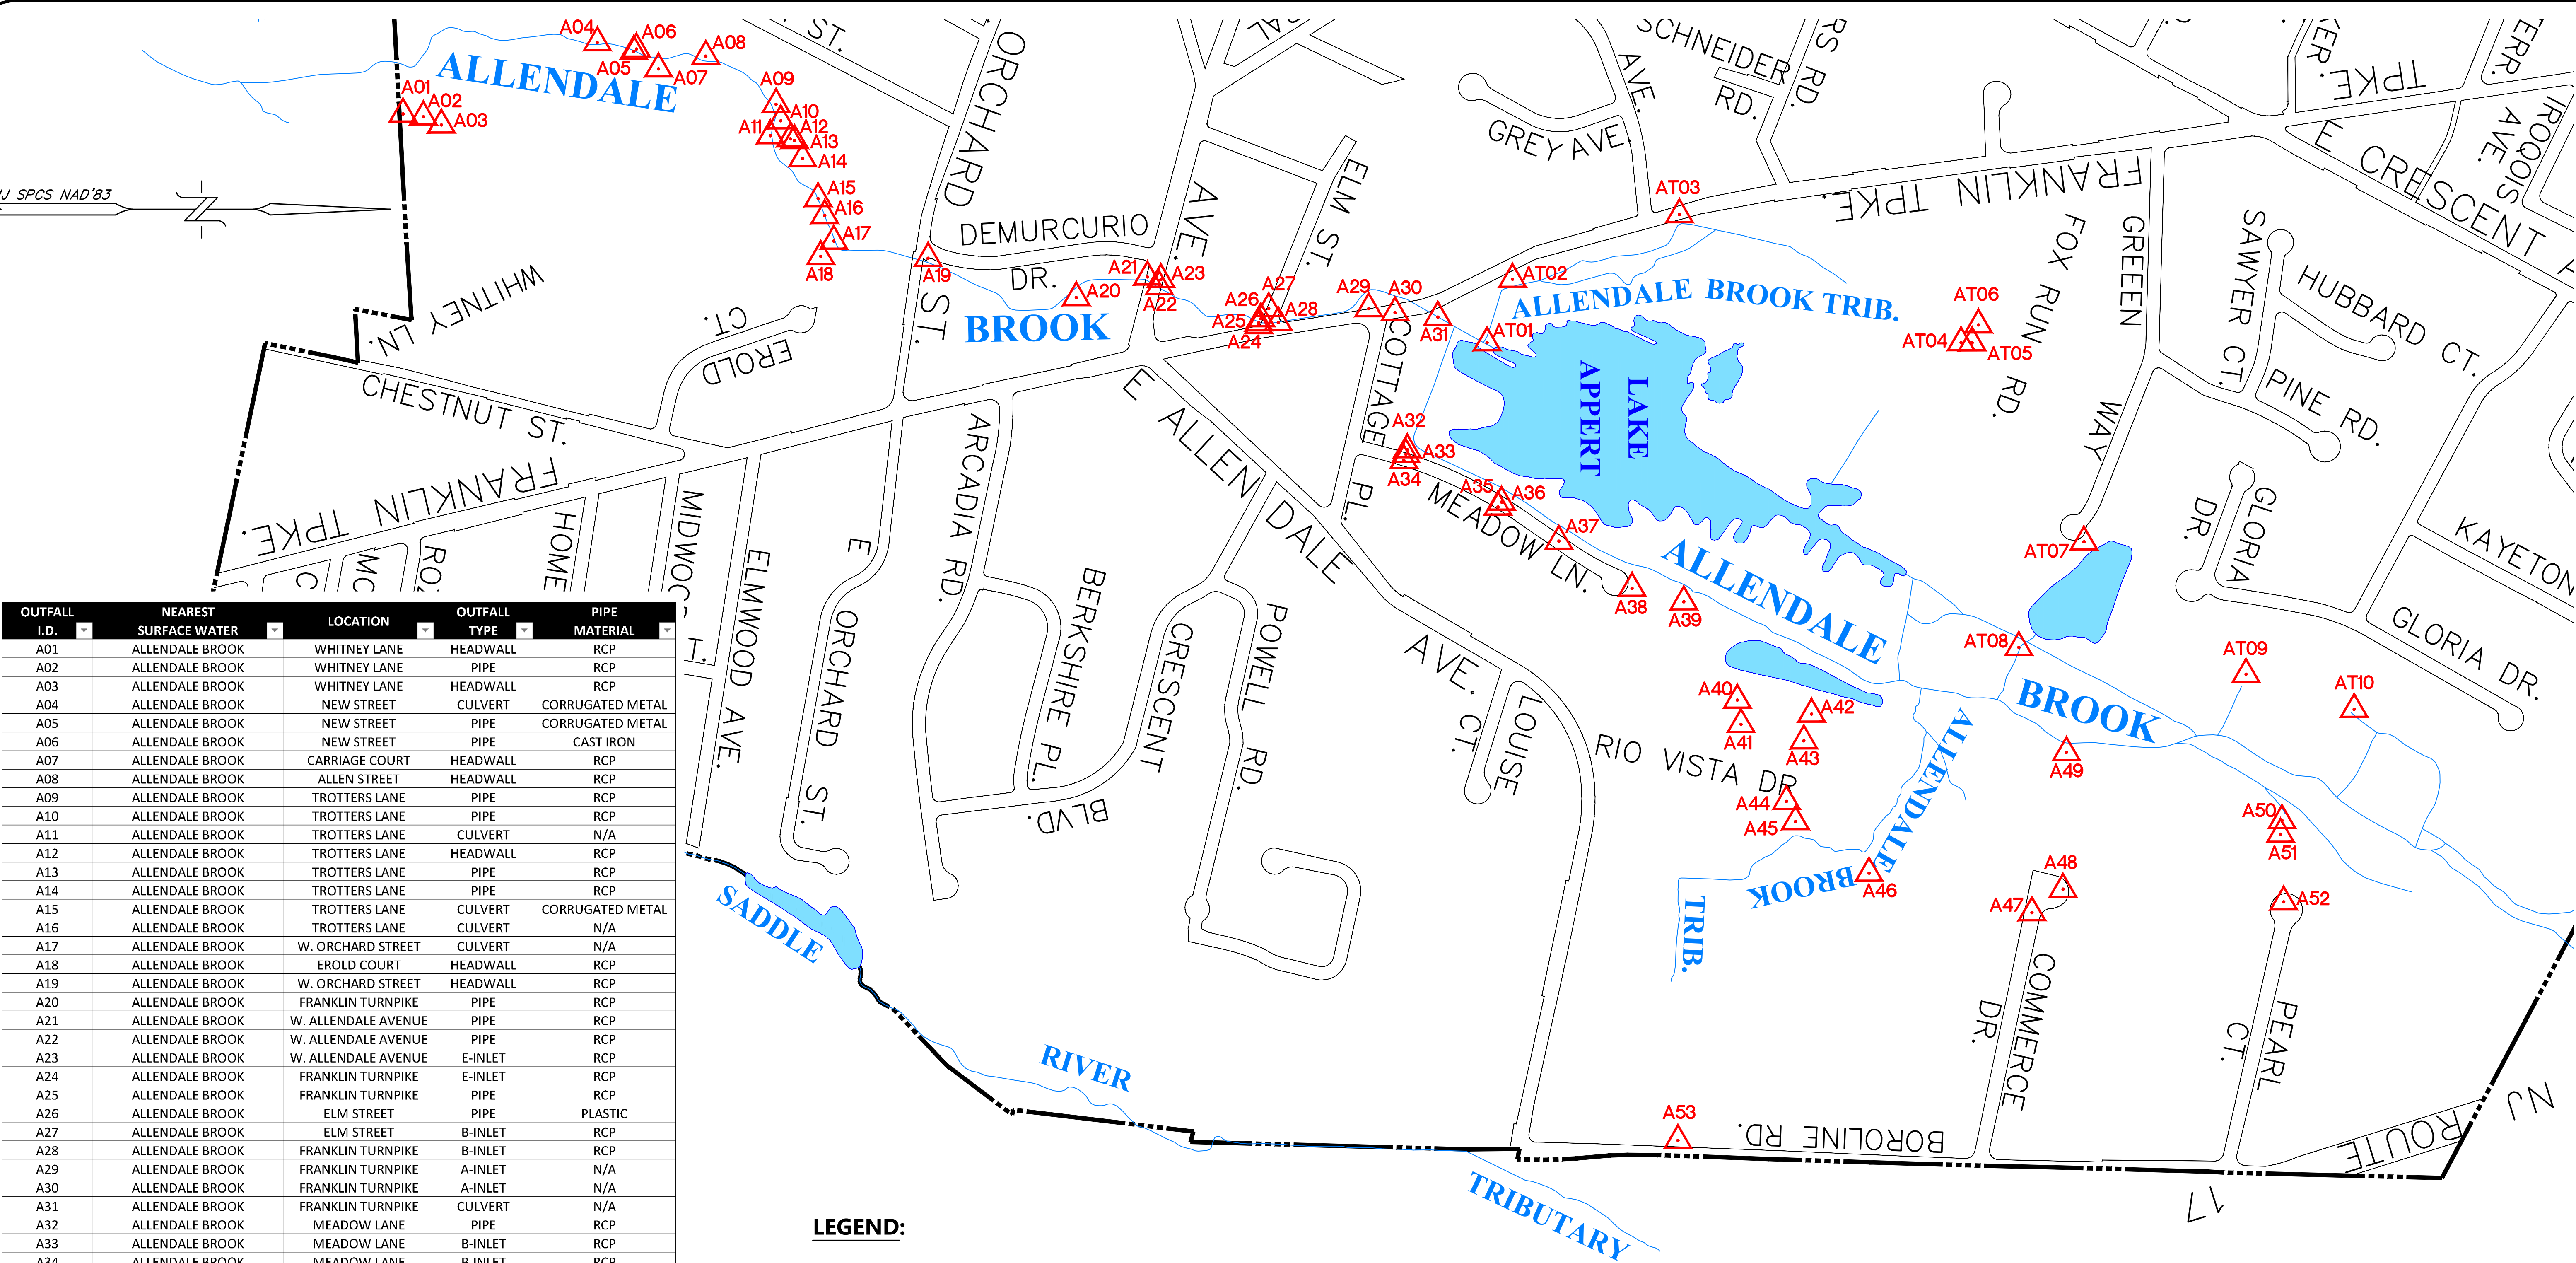 A04
A06
A05
A07
A08
ALLENDALE
A01
A02
A03
A09
A10
A11
A12
A13
A14
A15
A16
A17
A18
ST.
ORCHARD
ST.
DEMURCURIO
DR.
A19
A20
BROOK
A21
A22
A23
AVE.
ELM ST.
A24
A25
A26
A27
A28
A29
A30
A31
AVE.
SCHNEIDER
RD.
RS RD.
GREY AVE.
AT03
FRANKLIN TPKE.
TPKE
E CRESCENT A
IROQOIS
AVE.
AT02
AT01
ALLENDALE BROOK TRIB.
AT06
AT04
AT05
FOX RUN RD.
GREEN WAY
SAWYER CT.
HUBBARD CT.
PINE RD.
SPCS NAD'83
WHITNEY LN.
CHESTNUT ST.
EROLD CT.
FRANKLIN TPKE.
HOME
MIDWOO
ELMWOOD AVE.
E ORCHARD ST.
ARCADIA RD.
BERKSHIRE PL.
CRESCENT BLVD.
POWELL RD.
E ALLENDALE AVE.
COTTAGE PL.
LAKE
APPERT
A32
A33
A34
A35
A36
A37
MEADOW LN.
A38
A39
ALLENDALE
BROOK
AT07
AT08
AT09
AT10
GLORIA DR.
GLORIA DR.
KAYETON
A40
A41
A42
A43
A44
A45
A46
A47
A48
A49
A50
A51
A52
A53
LOUISE CT.
RIO VISTA DR
ALLENDALE
BROOK
TRIB.
COMMERCE DR.
PEARL CT.
BOROLINE RD.
NJ
ROUTE
17
SADDLE
RIVER
TRIBUTARY
LEGEND:
OUTFALL I.D. NEAREST SURFACE WATER LOCATION OUTFALL TYPE PIPE MATERIAL
A01 ALLENDALE BROOK WHITNEY LANE HEADWALL RCP
A02 ALLENDALE BROOK WHITNEY LANE PIPE RCP
A03 ALLENDALE BROOK WHITNEY LANE HEADWALL RCP
A04 ALLENDALE BROOK NEW STREET CULVERT CORRUGATED METAL
A05 ALLENDALE BROOK NEW STREET PIPE CORRUGATED METAL
A06 ALLENDALE BROOK NEW STREET PIPE CAST IRON
A07 ALLENDALE BROOK CARRIAGE COURT HEADWALL RCP
A08 ALLENDALE BROOK ALLEN STREET HEADWALL RCP
A09 ALLENDALE BROOK TROTTERS LANE PIPE RCP
A10 ALLENDALE BROOK TROTTERS LANE PIPE RCP
A11 ALLENDALE BROOK TROTTERS LANE CULVERT N/A
A12 ALLENDALE BROOK TROTTERS LANE HEADWALL RCP
A13 ALLENDALE BROOK TROTTERS LANE PIPE RCP
A14 ALLENDALE BROOK TROTTERS LANE PIPE RCP
A15 ALLENDALE BROOK TROTTERS LANE CULVERT CORRUGATED METAL
A16 ALLENDALE BROOK TROTTERS LANE CULVERT N/A
A17 ALLENDALE BROOK W. ORCHARD STREET CULVERT N/A
A18 ALLENDALE BROOK EROLD COURT HEADWALL RCP
A19 ALLENDALE BROOK W. ORCHARD STREET HEADWALL RCP
A20 ALLENDALE BROOK FRANKLIN TURNPIKE PIPE RCP
A21 ALLENDALE BROOK W. ALLENDALE AVENUE PIPE RCP
A22 ALLENDALE BROOK W. ALLENDALE AVENUE PIPE RCP
A23 ALLENDALE BROOK W. ALLENDALE AVENUE E-INLET RCP
A24 ALLENDALE BROOK FRANKLIN TURNPIKE E-INLET RCP
A25 ALLENDALE BROOK FRANKLIN TURNPIKE PIPE RCP
A26 ALLENDALE BROOK ELM STREET PIPE PLASTIC
A27 ALLENDALE BROOK ELM STREET B-INLET RCP
A28 ALLENDALE BROOK FRANKLIN TURNPIKE B-INLET RCP
A29 ALLENDALE BROOK FRANKLIN TURNPIKE A-INLET N/A
A30 ALLENDALE BROOK FRANKLIN TURNPIKE A-INLET N/A
A31 ALLENDALE BROOK FRANKLIN TURNPIKE CULVERT N/A
A32 ALLENDALE BROOK MEADOW LANE PIPE RCP
A33 ALLENDALE BROOK MEADOW LANE B-INLET RCP
A34 ALLENDALE BROOK MEADOW LANE B-INLET RCP